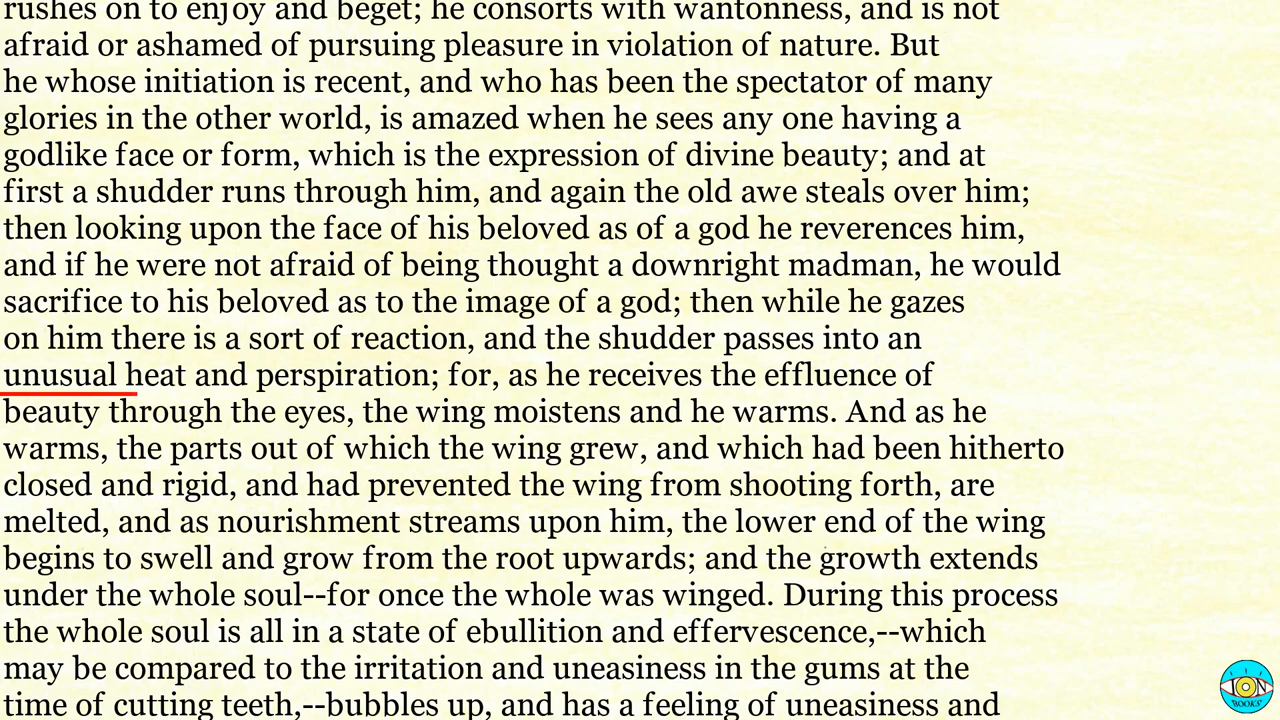 rushes on to enjoy and beget; he consorts with wantonness, and is not
afraid or ashamed of pursuing pleasure in violation of nature. But
he whose initiation is recent, and who has been the spectator of many
glories in the other world, is amazed when he sees any one having a
godlike face or form, which is the expression of divine beauty; and at
first a shudder runs through him, and again the old awe steals over him;
then looking upon the face of his beloved as of a god he reverences him,
and if he were not afraid of being thought a downright madman, he would
sacrifice to his beloved as to the image of a god; then while he gazes
on him there is a sort of reaction, and the shudder passes into an
unusual heat and perspiration; for, as he receives the effluence of
beauty through the eyes, the wing moistens and he warms. And as he
warms, the parts out of which the wing grew, and which had been hitherto
closed and rigid, and had prevented the wing from shooting forth, are
melted, and as nourishment streams upon him, the lower end of the wing
begins to swell and grow from the root upwards; and the growth extends
under the whole soul--for once the whole was winged. During this process
the whole soul is all in a state of ebullition and effervescence,--which
may be compared to the irritation and uneasiness in the gums at the
time of cutting teeth,--bubbles up, and has a feeling of uneasiness and
ION
BOOKS